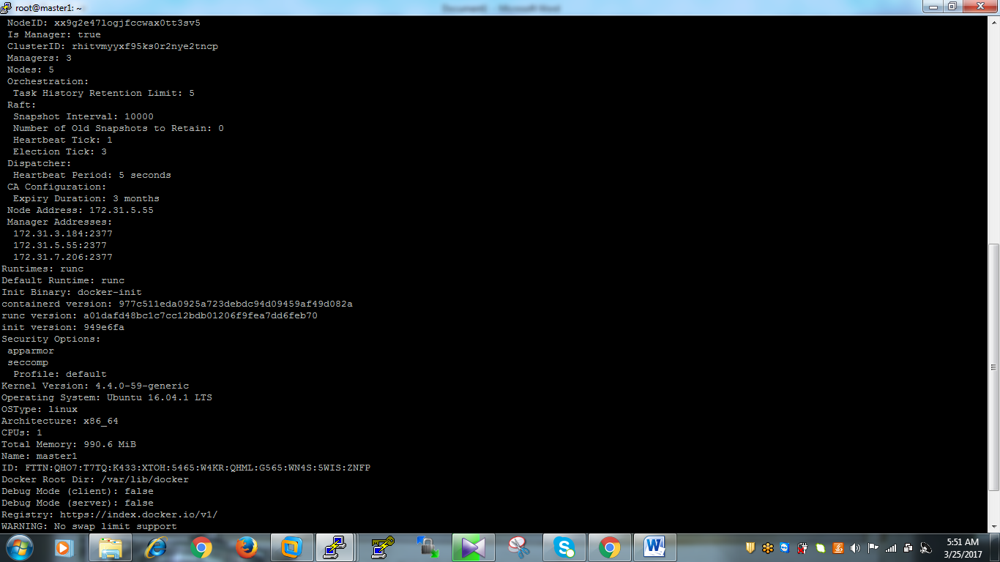 root@master1: ~
Document1 - Microsoft Word
 NodeID: xx9g2e47logjfccwax0tt3sv5
 Is Manager: true
 ClusterID: rhitvmyyxf95ks0r2nye2tncp
 Managers: 3
 Nodes: 5
 Orchestration:
  Task History Retention Limit: 5
 Raft:
  Snapshot Interval: 10000
  Number of Old Snapshots to Retain: 0
  Heartbeat Tick: 1
  Election Tick: 3
 Dispatcher:
  Heartbeat Period: 5 seconds
 CA Configuration:
  Expiry Duration: 3 months
 Node Address: 172.31.5.55
 Manager Addresses:
  172.31.3.184:2377
  172.31.5.55:2377
  172.31.7.206:2377
Runtimes: runc
Default Runtime: runc
Init Binary: docker-init
containerd version: 977c511eda0925a723debdc94d09459af49d082a
runc version: a01dafd48bc1c7cc12bdb01206f9fea7dd6feb70
init version: 949e6fa
Security Options:
 apparmor
 seccomp
  Profile: default
Kernel Version: 4.4.0-59-generic
Operating System: Ubuntu 16.04.1 LTS
OSType: linux
Architecture: x86_64
CPUs: 1
Total Memory: 990.6 MiB
Name: master1
ID: FTTN:QHO7:T7TQ:K433:XTOH:5465:W4KR:QHML:G565:WN4S:5WIS:ZNFP
Docker Root Dir: /var/lib/docker
Debug Mode (client): false
Debug Mode (server): false
Registry: https://index.docker.io/v1/
WARNING: No swap limit support
5:51 AM
3/25/2017